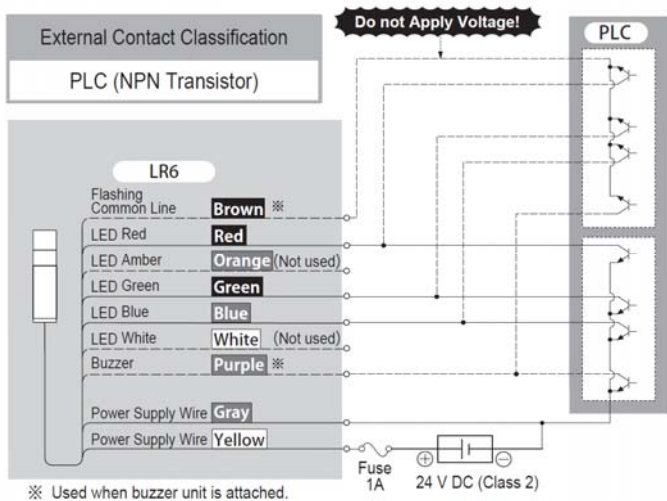 Do not Apply Voltage!
External Contact Classification
PLC (NPN Transistor)
PLC
LR6
Flashing
Common Line Brown ※
LED Red Red
LED Amber Orange (Not used)
LED Green Green
LED Blue Blue
LED White White (Not used)
Buzzer Purple ※
Power Supply Wire Gray
Power Supply Wire Yellow
Fuse
1A
⊕ ⊖
24 V DC (Class 2)
※ Used when buzzer unit is attached.